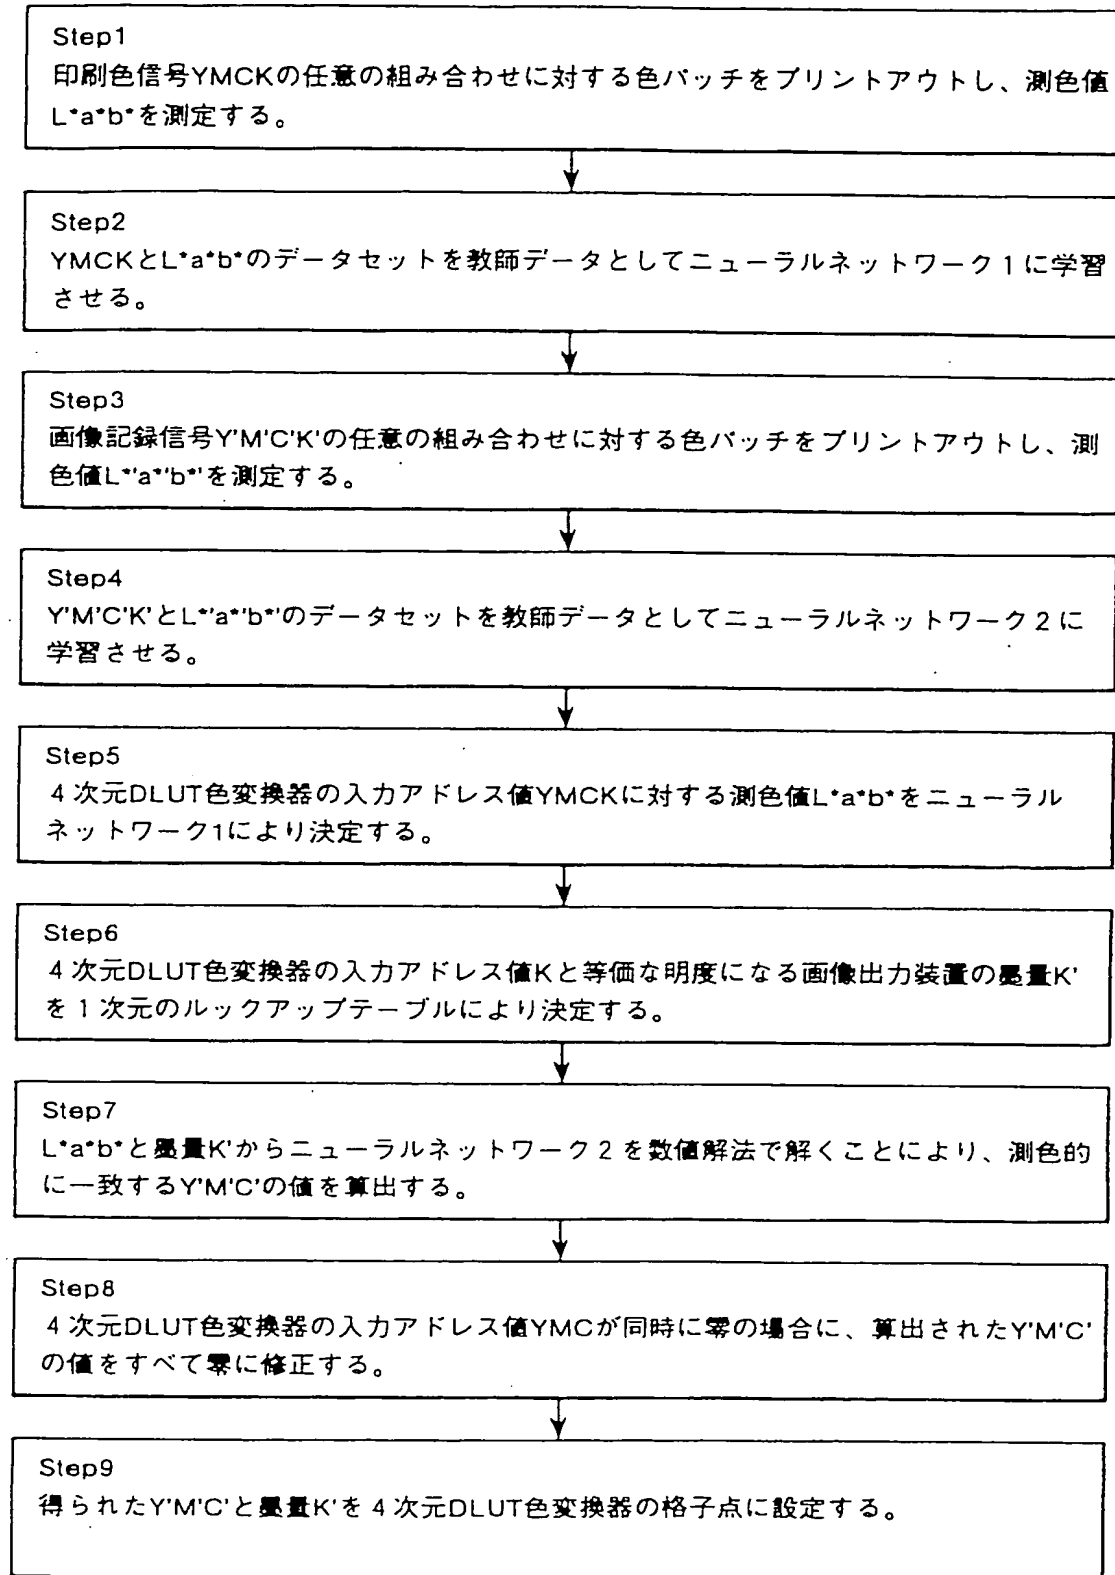 Step1
印刷色信号YMCKの任意の組み合わせに対する色パッチをプリントアウトし、測色値
L*a*b*を測定する。
Step2
YMCKとL*a*b*のデータセットを教師データとしてニューラルネットワーク1に学習
させる。
Step3
画像記録信号Y'M'C'K'の任意の組み合わせに対する色パッチをプリントアウトし、測
色値L*'a*'b*'を測定する。
Step4
Y'M'C'K'とL*'a*'b*'のデータセットを教師データとしてニューラルネットワーク2に
学習させる。
Step5
4次元DLUT色変換器の入力アドレス値YMCKに対する測色値L*a*b*をニューラル
ネットワーク1により決定する。
Step6
4次元DLUT色変換器の入力アドレス値Kと等価な明度になる画像出力装置の墨量K'
を1次元のルックアップテーブルにより決定する。
Step7
L*a*b*と墨量K'からニューラルネットワーク2を数値解法で解くことにより、測色的
に一致するY'M'C'の値を算出する。
Step8
4次元DLUT色変換器の入力アドレス値YMCが同時に零の場合に、算出されたY'M'C'
の値をすべて零に修正する。
Step9
得られたY'M'C'と墨量K'を4次元DLUT色変換器の格子点に設定する。